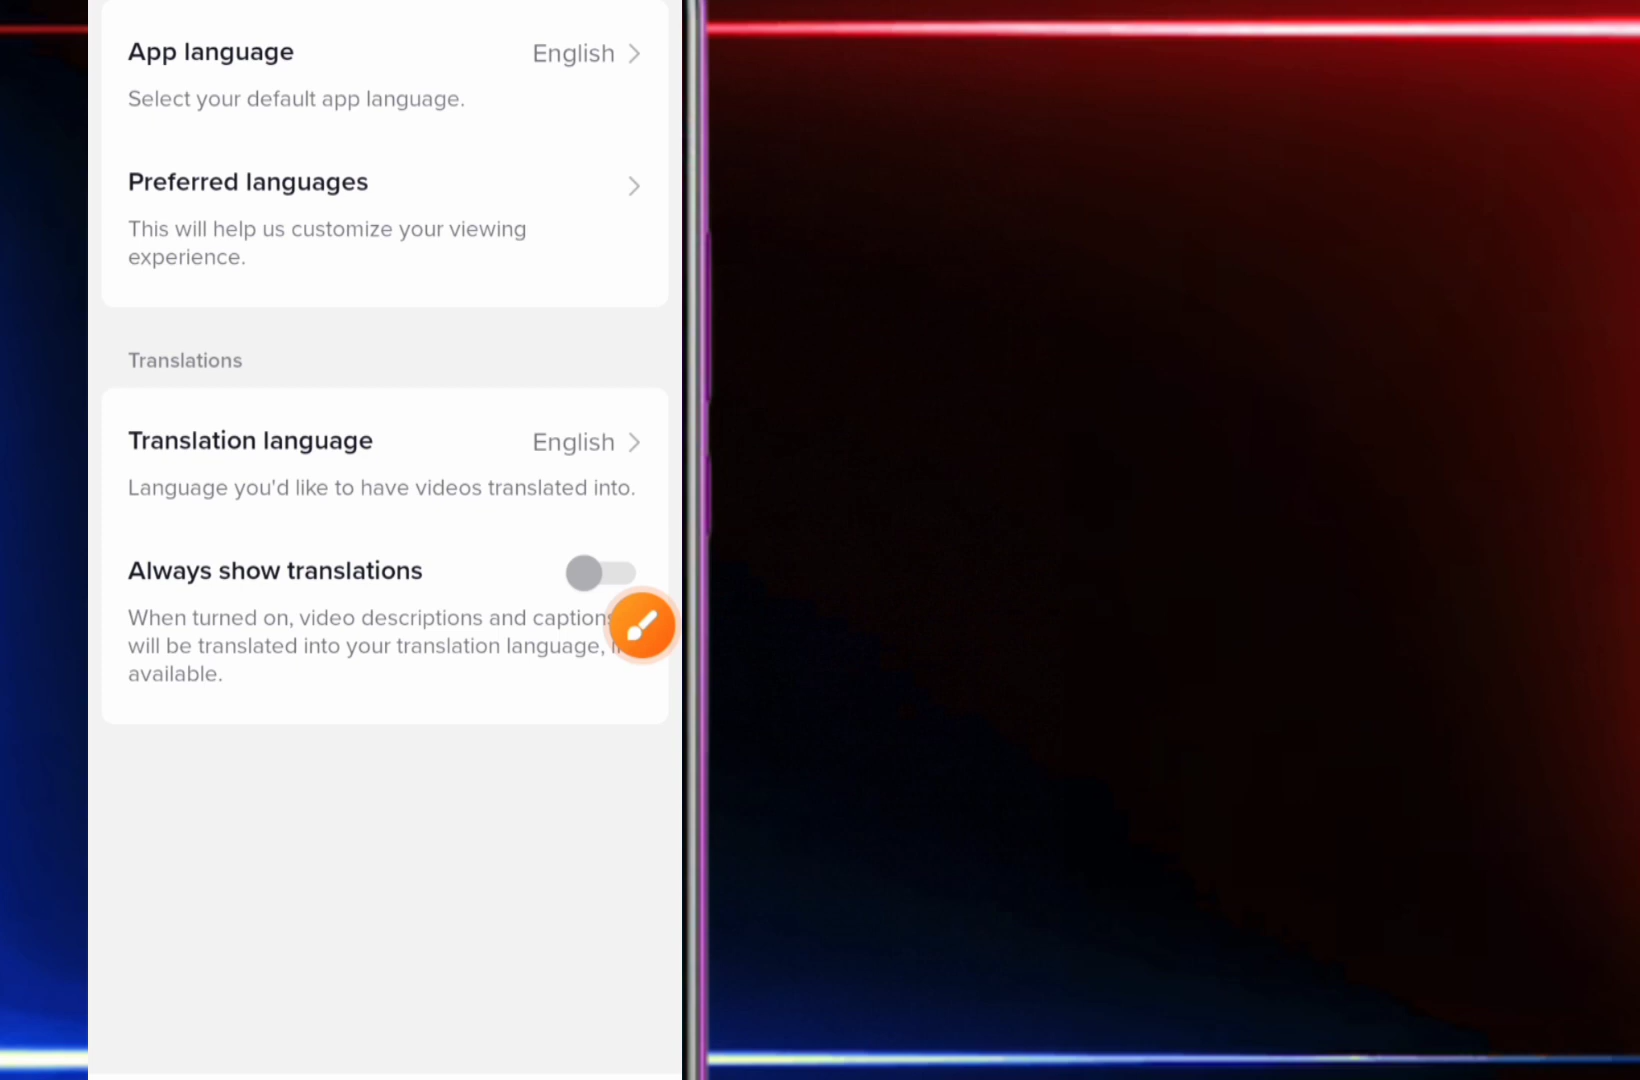 App language
English
Select your default app language.
Preferred languages
This will help us customize your viewing
experience.
Translations
Translation language
English
Language you'd like to have videos translated into.
Always show translations
When turned on, video descriptions and captions
will be translated into your translation language,
available.